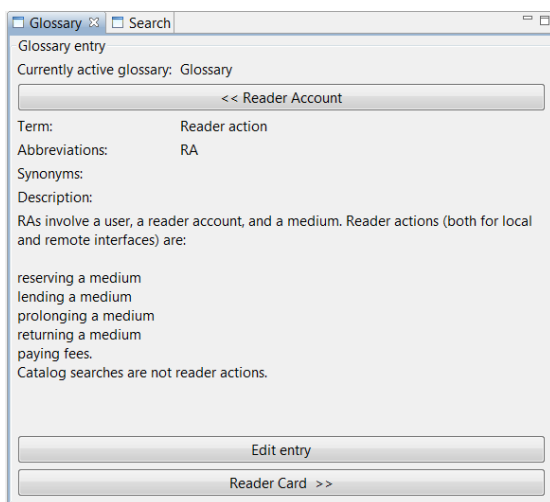 Glossary Search
Glossary entry
Currently active glossary: Glossary
<< Reader Account
Term: Reader action
Abbreviations: RA
Synonyms:
Description:
RAs involve a user, a reader account, and a medium. Reader actions (both for local
and remote interfaces) are:
reserving a medium
lending a medium
prolonging a medium
returning a medium
paying fees.
Catalog searches are not reader actions.
Edit entry
Reader Card >>